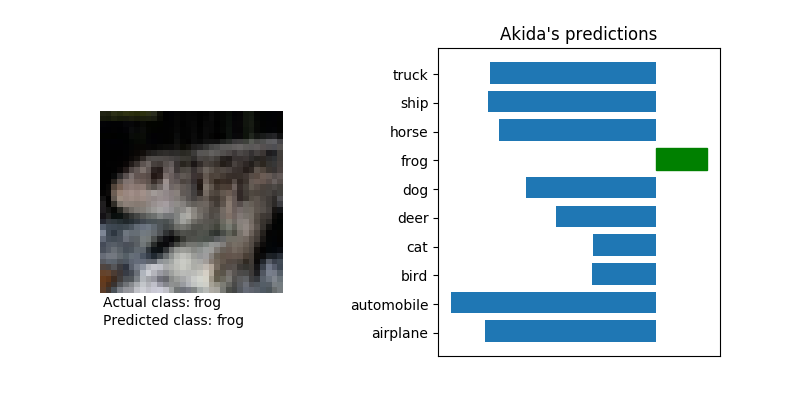 Akida's predictions
truck
ship
horse
frog
dog
deer
cat
bird
automobile
airplane
Actual class: frog
Predicted class: frog